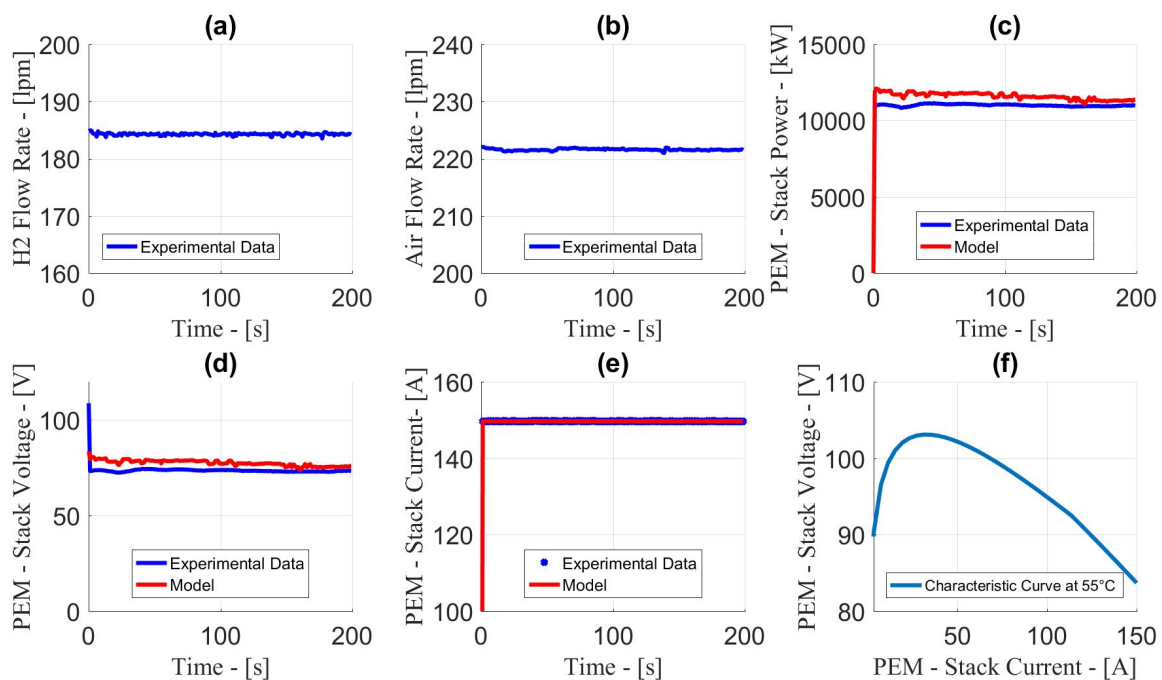 (a)
H2 Flow Rate - [lpm]
200
190
180
170
160
Experimental Data
0
100
200
Time - [s]
(b)
Air Flow Rate - [lpm]
240
230
220
210
200
Experimental Data
0
100
200
Time - [s]
(c)
PEM - Stack Power - [kW]
15000
10000
5000
0
Experimental Data
Model
0
100
200
Time - [s]
(d)
PEM - Stack Voltage - [V]
100
50
0
Experimental Data
Model
0
100
200
Time - [s]
(e)
PEM - Stack Current- [A]
160
140
120
100
Experimental Data
Model
0
100
200
Time - [s]
(f)
PEM - Stack Voltage - [V]
110
100
90
80
Characteristic Curve at 55°C
50
100
150
PEM - Stack Current - [A]